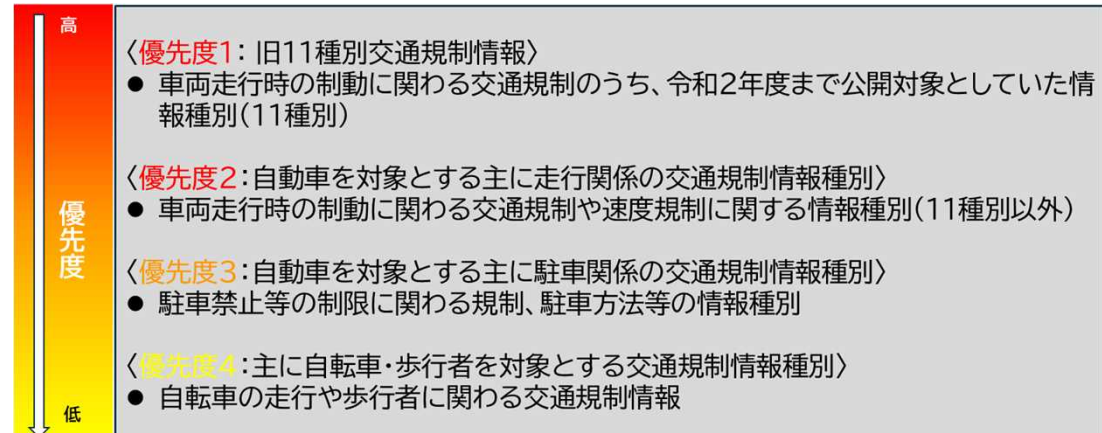 高
優先度
低
〈優先度1：旧11種別交通規制情報〉
● 車両走行時の制動に関わる交通規制のうち、令和2年度まで公開対象としていた情
報種別(11種別)
〈優先度2：自動車を対象とする主に走行関係の交通規制情報種別〉
● 車両走行時の制動に関わる交通規制や速度規制に関する情報種別(11種別以外)
〈優先度3：自動車を対象とする主に駐車関係の交通規制情報種別〉
● 駐車禁止等の制限に関わる規制、駐車方法等の情報種別
〈優先度4：主に自転車・歩行者を対象とする交通規制情報種別〉
● 自転車の走行や歩行者に関わる交通規制情報